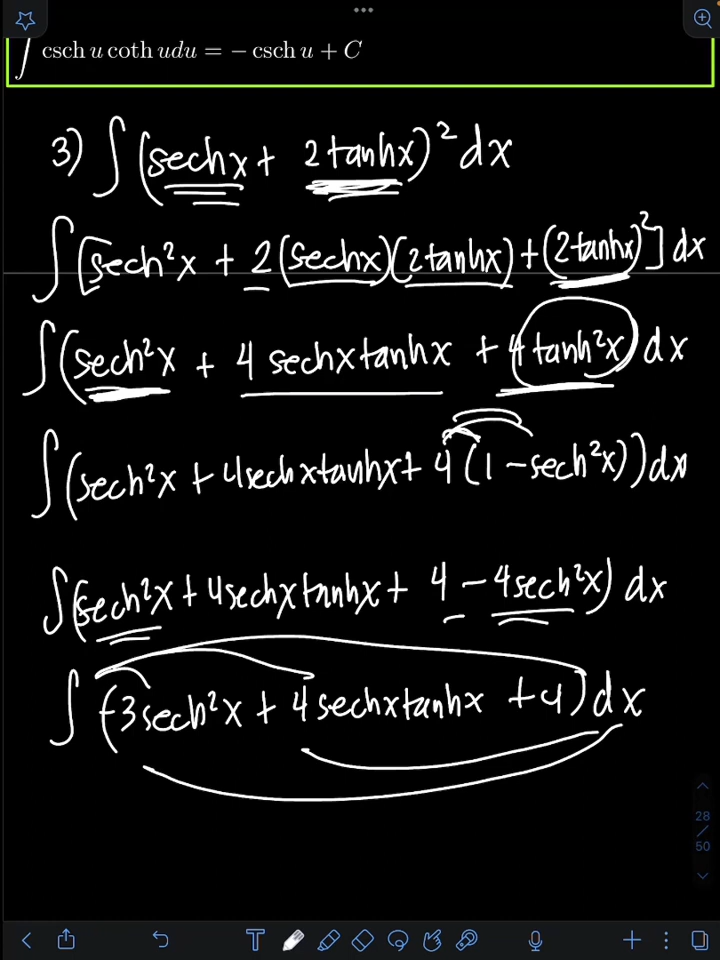 ∫ csch u coth u du = − csch u + C
3) ∫ (sechx + 2tanhx)² dx
∫ [sech²x + 2(sechx)(2tanhx) + (2tanhx)²] dx
∫ (sech²x + 4 sechxtanhx + 4tanh²x) dx
∫ (sech²x + 4sechxtanhx + 4(1 − sech²x)) dx
∫ (sech²x + 4sechxtanhx + 4 − 4sech²x) dx
∫ (−3sech²x + 4sechxtanhx + 4) dx
28
/
50
T